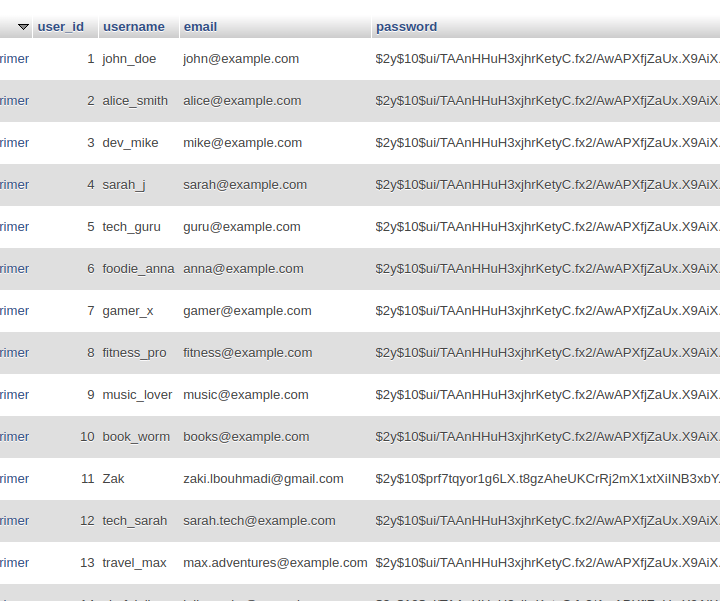 user_id username email password
rimer 1 john_doe john@example.com $2y$10$ui/TAAnHHuH3xjhrKetyC.fx2/AwAPXfjZaUx.X9AiX.
rimer 2 alice_smith alice@example.com $2y$10$ui/TAAnHHuH3xjhrKetyC.fx2/AwAPXfjZaUx.X9AiX.
rimer 3 dev_mike mike@example.com $2y$10$ui/TAAnHHuH3xjhrKetyC.fx2/AwAPXfjZaUx.X9AiX.
rimer 4 sarah_j sarah@example.com $2y$10$ui/TAAnHHuH3xjhrKetyC.fx2/AwAPXfjZaUx.X9AiX.
rimer 5 tech_guru guru@example.com $2y$10$ui/TAAnHHuH3xjhrKetyC.fx2/AwAPXfjZaUx.X9AiX.
rimer 6 foodie_anna anna@example.com $2y$10$ui/TAAnHHuH3xjhrKetyC.fx2/AwAPXfjZaUx.X9AiX.
rimer 7 gamer_x gamer@example.com $2y$10$ui/TAAnHHuH3xjhrKetyC.fx2/AwAPXfjZaUx.X9AiX.
rimer 8 fitness_pro fitness@example.com $2y$10$ui/TAAnHHuH3xjhrKetyC.fx2/AwAPXfjZaUx.X9AiX.
rimer 9 music_lover music@example.com $2y$10$ui/TAAnHHuH3xjhrKetyC.fx2/AwAPXfjZaUx.X9AiX.
rimer 10 book_worm books@example.com $2y$10$ui/TAAnHHuH3xjhrKetyC.fx2/AwAPXfjZaUx.X9AiX.
rimer 11 Zak zaki.lbouhmadi@gmail.com $2y$10$prf7tqyor1g6LX.t8gzAheUKCrRj2mX1xtXiINB3xbY.
rimer 12 tech_sarah sarah.tech@example.com $2y$10$ui/TAAnHHuH3xjhrKetyC.fx2/AwAPXfjZaUx.X9AiX.
rimer 13 travel_max max.adventures@example.com $2y$10$ui/TAAnHHuH3xjhrKetyC.fx2/AwAPXfjZaUx.X9AiX.